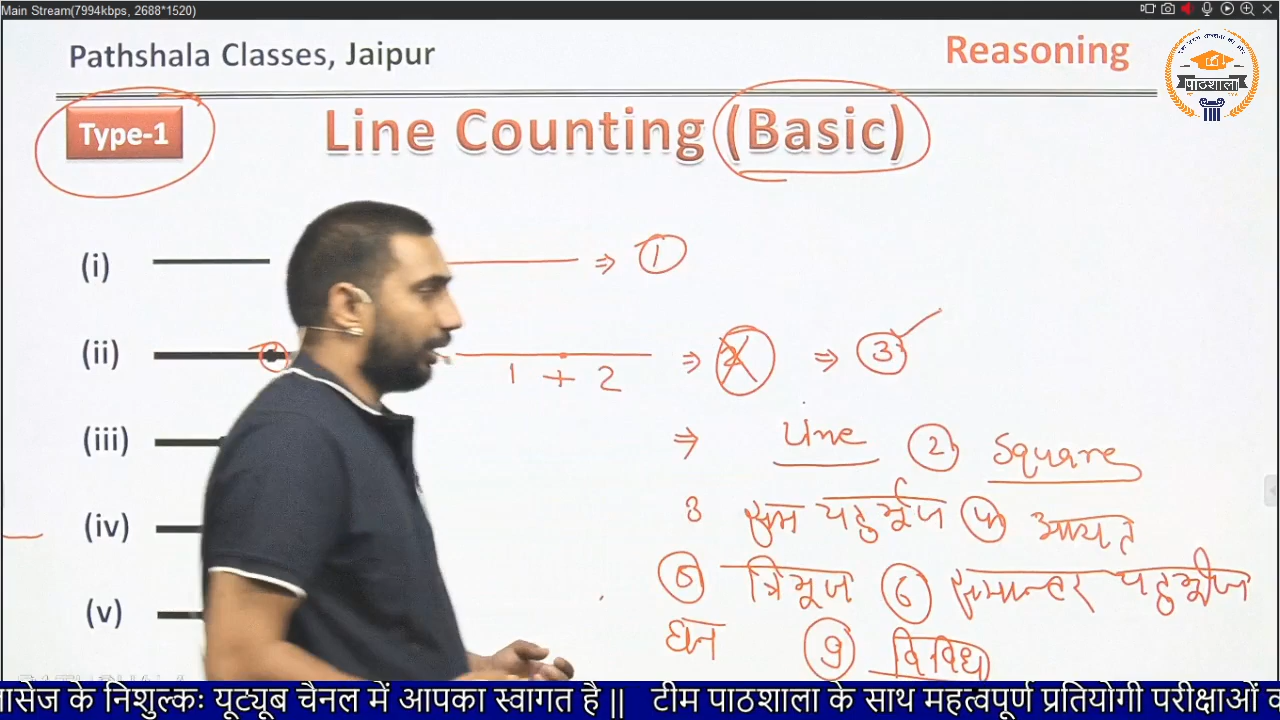 Main Stream(7994kbps, 2688*1520)
Pathshala Classes, Jaipur
Reasoning
पाठशाला
Type-1
Line Counting (Basic)
(i) ⇒ 1
(ii) 1 + 2 ⇒ ⇒ 3
(iii) ⇒ Line 2 Square
(iv) 3 सम चतुर्भुज 4 आयत
(v) 5 त्रिभुज 6 समान्तर चतुर्भुज
घन 9 विविध
लासेज के निशुल्कः यूट्यूब चैनल में आपका स्वागत है || टीम पाठशाला के साथ महत्वपूर्ण प्रतियोगी परीक्षाओं